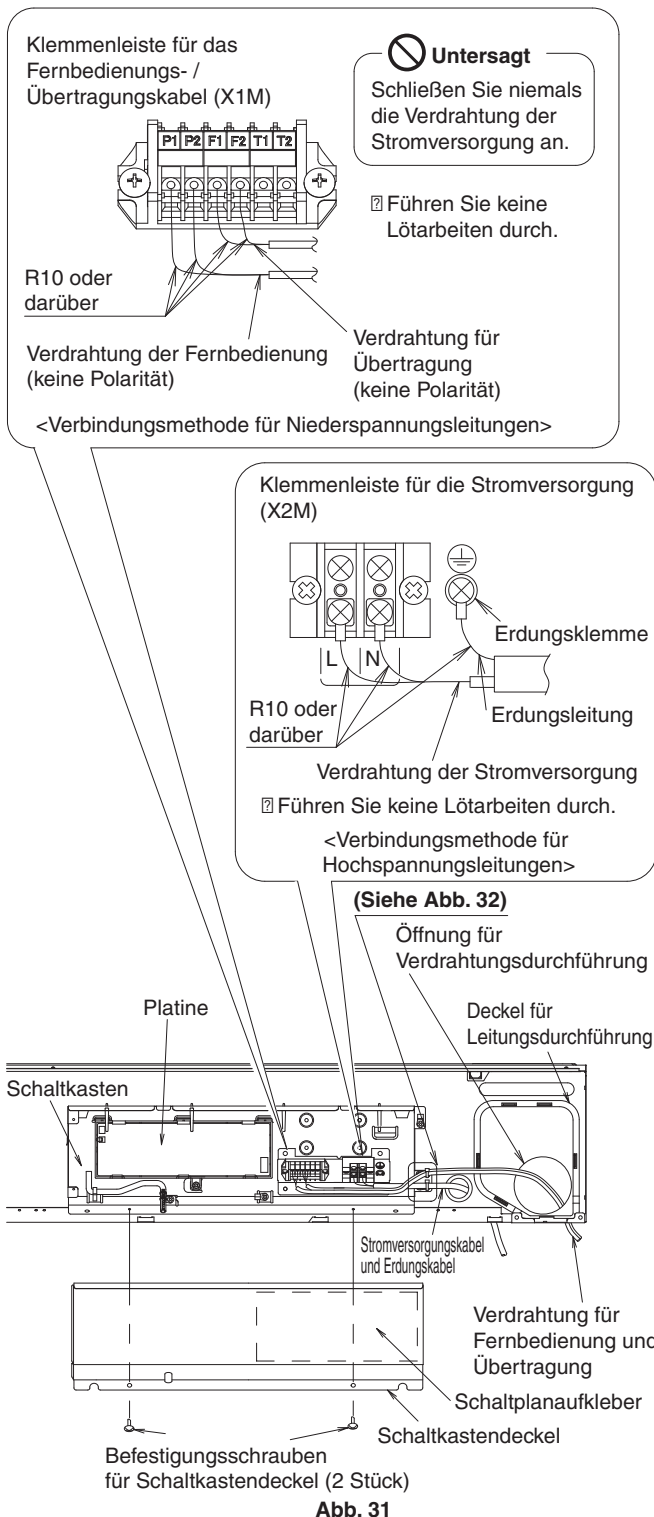 Klemmenleiste für das
Fernbedienungs- /
Übertragungskabel (X1M)
Untersagt
Schließen Sie niemals
die Verdrahtung der
Stromversorgung an.
P1 P2 F1 F2 T1 T2
⍰ Führen Sie keine
Lötarbeiten durch.
R10 oder
darüber
Verdrahtung der Fernbedienung
(keine Polarität)
Verdrahtung für
Übertragung
(keine Polarität)
<Verbindungsmethode für Niederspannungsleitungen>
Klemmenleiste für die Stromversorgung
(X2M)
Erdungsklemme
L N
R10 oder
darüber
Erdungsleitung
Verdrahtung der Stromversorgung
⍰ Führen Sie keine Lötarbeiten durch.
<Verbindungsmethode für
Hochspannungsleitungen>
(Siehe Abb. 32)
Öffnung für
Verdrahtungsdurchführung
Platine
Deckel für
Leitungsdurchführung
Schaltkasten
Stromversorgungskabel
und Erdungskabel
Verdrahtung für
Fernbedienung und
Übertragung
Schaltplanaufkleber
Schaltkastendeckel
Befestigungsschrauben
für Schaltkastendeckel (2 Stück)
Abb. 31